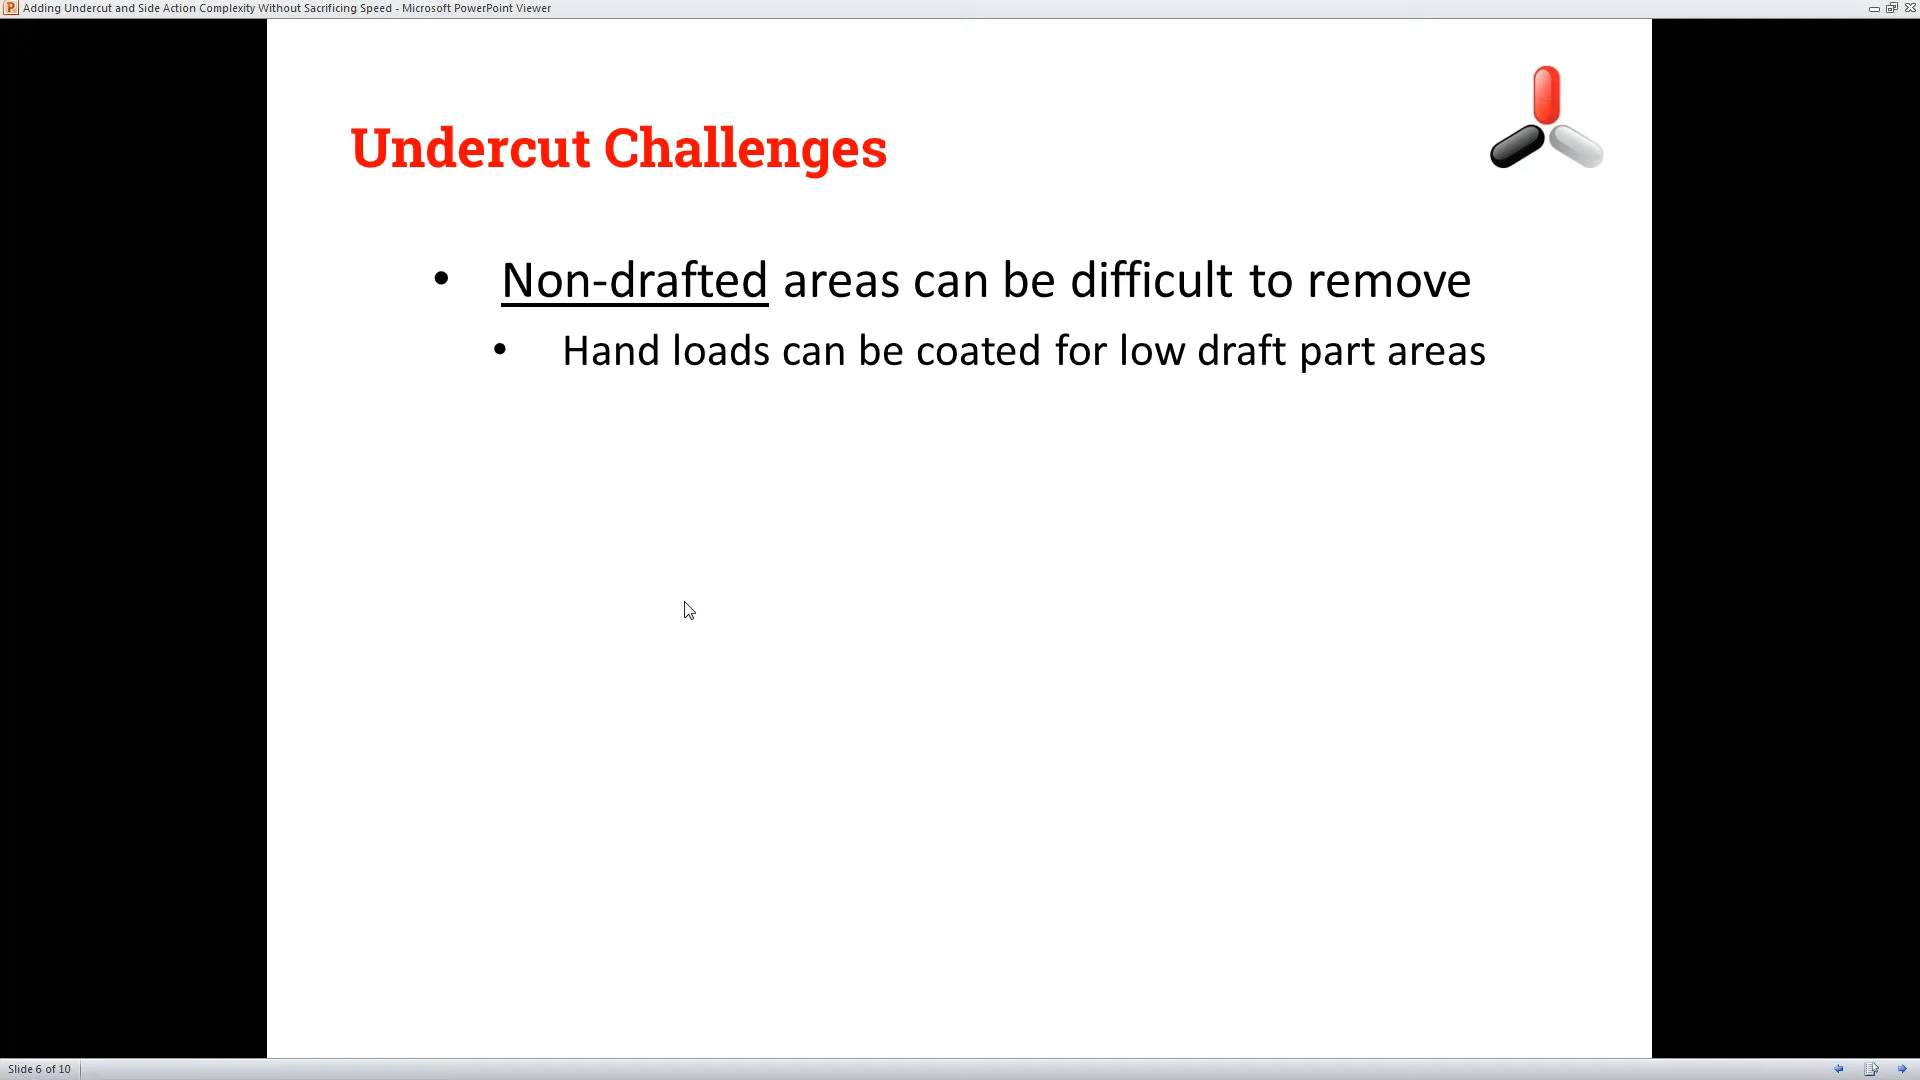 Adding Undercut and Side Action Complexity Without Sacrificing Speed - Microsoft PowerPoint Viewer
Undercut Challenges
• Non-drafted areas can be difficult to remove
• Hand loads can be coated for low draft part areas
Slide 6 of 10